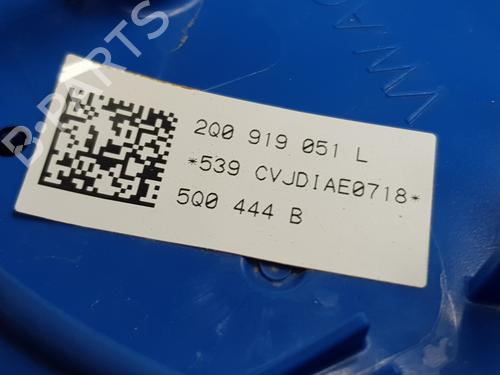 2Q0 919 051 L
*539 CVJDIAE0718*
5Q0 444 B
B-PARTS